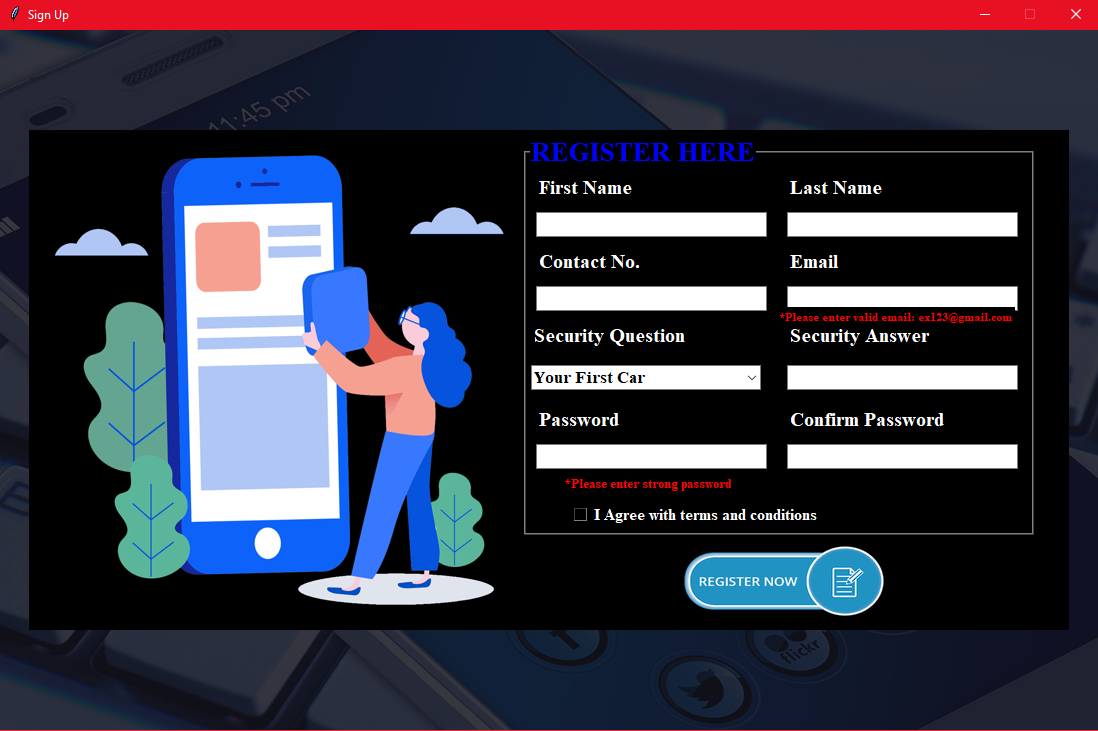 Sign Up
11:45 pm
REGISTER HERE
First Name Last Name
Contact No. Email
*Please enter valid email: ex123@gmail.com
Security Question Security Answer
Your First Car
Password Confirm Password
*Please enter strong password
I Agree with terms and conditions
REGISTER NOW
flickr